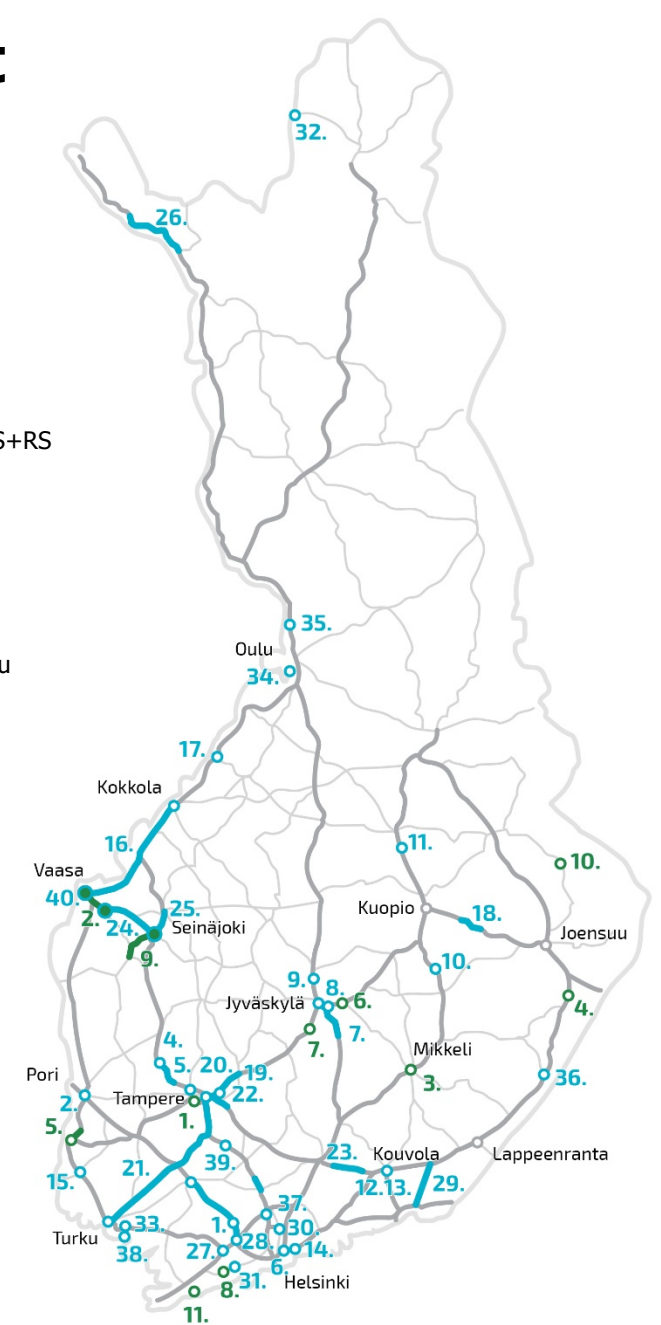 t
32.
26.
S+RS
35.
Oulu
u
34.
17.
Kokkola
16.
11.
Vaasa
10.
40.
2.
25.
Kuopio
18.
24.
Seinäjoki
Joensuu
9.
10.
9.
8.
Jyväskylä
6.
4.
7.
7.
4.
Mikkeli
5.
20.
19.
Pori
3.
36.
2.
Tampere
22.
1.
5.
39.
23.
Kouvola
Lappeenranta
21.
12.
13.
29.
15.
37.
33.
1.
30.
Turku
28.
38.
27.
6.
14.
31.
Helsinki
8.
11.